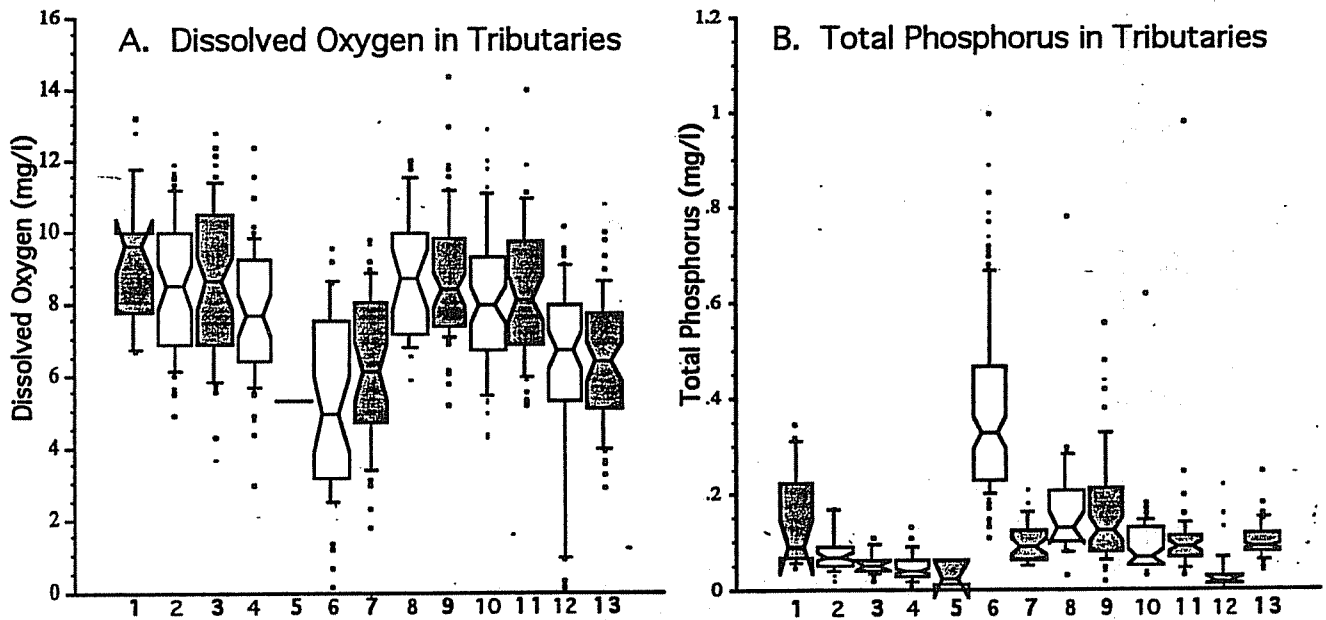 A. Dissolved Oxygen in Tributaries
Dissolved Oxygen (mg/l)
16
14
12
10
8
6
4
2
0
1 2 3 4 5 6 7 8 9 10 11 12 13
B. Total Phosphorus in Tributaries
Total Phosphorus (mg/l)
1.2
1
.8
.6
.4
.2
0
1 2 3 4 5 6 7 8 9 10 11 12 13